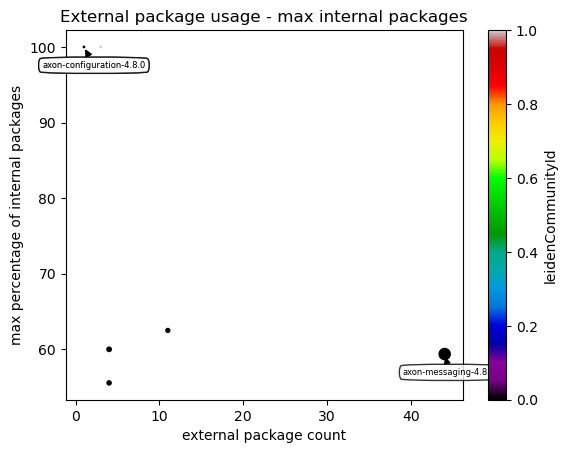 External package usage - max internal packages
max percentage of internal packages
100
90
80
70
60
axon-configuration-4.8.0
axon-messaging-4.8
0
10
20
30
40
external package count
1.0
0.8
0.6
0.4
0.2
0.0
leidenCommunityId